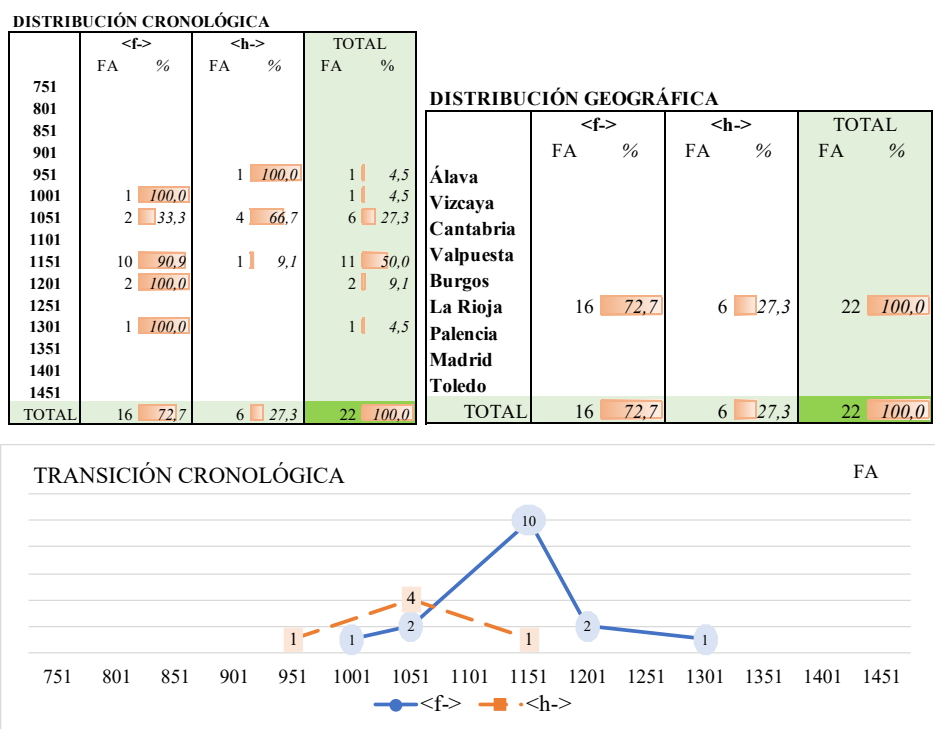 DISTRIBUCIÓN CRONOLÓGICA
<f-> <h-> TOTAL
FA % FA % FA %
751
801
851
901
951 1 100,0 1 4,5
1001 1 100,0 1 4,5
1051 2 33,3 4 66,7 6 27,3
1101
1151 10 90,9 1 9,1 11 50,0
1201 2 100,0 2 9,1
1251
1301 1 100,0 1 4,5
1351
1401
1451
TOTAL 16 72,7 6 27,3 22 100,0
DISTRIBUCIÓN GEOGRÁFICA
<f-> <h-> TOTAL
FA % FA % FA %
Álava
Vizcaya
Cantabria
Valpuesta
Burgos
La Rioja 16 72,7 6 27,3 22 100,0
Palencia
Madrid
Toledo
TOTAL 16 72,7 6 27,3 22 100,0
TRANSICIÓN CRONOLÓGICA FA
10
4
1 1 2 1 2 1
751 801 851 901 951 1001 1051 1101 1151 1201 1251 1301 1351 1401 1451
<f-> <h->